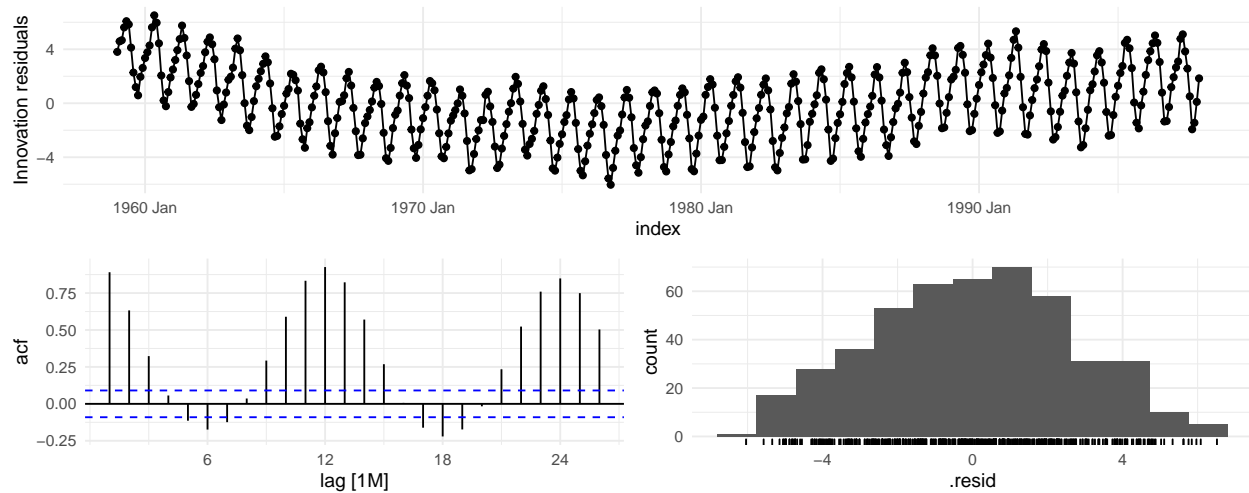 Innovation residuals
4
0
−4
1960 Jan
1970 Jan
1980 Jan
1990 Jan
index
acf
0.75
0.50
0.25
0.00
−0.25
6
12
18
24
lag [1M]
count
60
40
20
0
−4
0
4
.resid